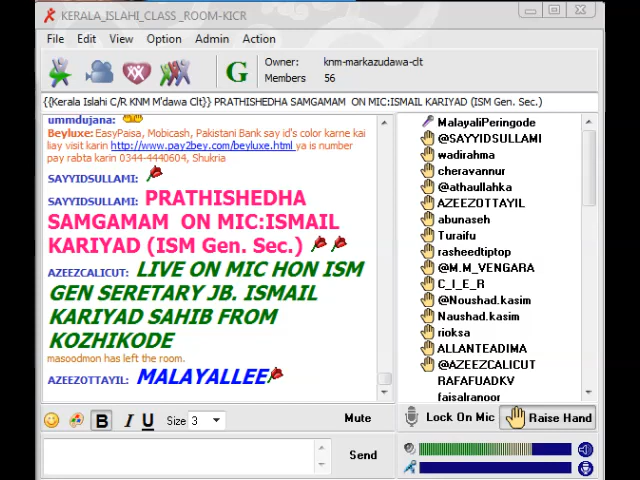 KERALA_ISLAHI_CLASS_ROOM-KICR
File Edit View Option Admin Action
G
Owner: knm-markazudawa-clt
Members 56
{{Kerala Islahi C/R KNM M'dawa Clt}} PRATHISHEDHA SAMGAMAM ON MIC:ISMAIL KARIYAD (ISM Gen. Sec.)
ummdujana:
Beyluxe: EasyPaisa, Mobicash, Pakistani Bank say id's color karne kai
liay visit karin http://www.pay2bey.com/beyluxe.html ya is number
pay rabta karin 0344-4440604, Shukria
SAYYIDSULLAMI:
SAYYIDSULLAMI: PRATHISHEDHA
SAMGAMAM ON MIC:ISMAIL
KARIYAD (ISM Gen. Sec.)
AZEEZCALICUT: LIVE ON MIC HON ISM
GEN SERETARY JB. ISMAIL
KARIYAD SAHIB FROM
KOZHIKODE
masoodmon has left the room.
AZEEZOTTAYIL: MALAYALLEE
MalayaliPeringode
@SAYYIDSULLAMI
wadirahma
cheravannur
@athaullahka
AZEEZOTTAYIL
abunaseh
Turaifu
rasheedtiptop
@M.M_VENGARA
C_I_E_R
@Noushad.kasim
Naushad.kasim
rioksa
ALLANTEADIMA
@AZEEZCALICUT
RAFAFUADKV
faisalranoor
B I U Size 3 Mute
Lock On Mic Raise Hand
Send